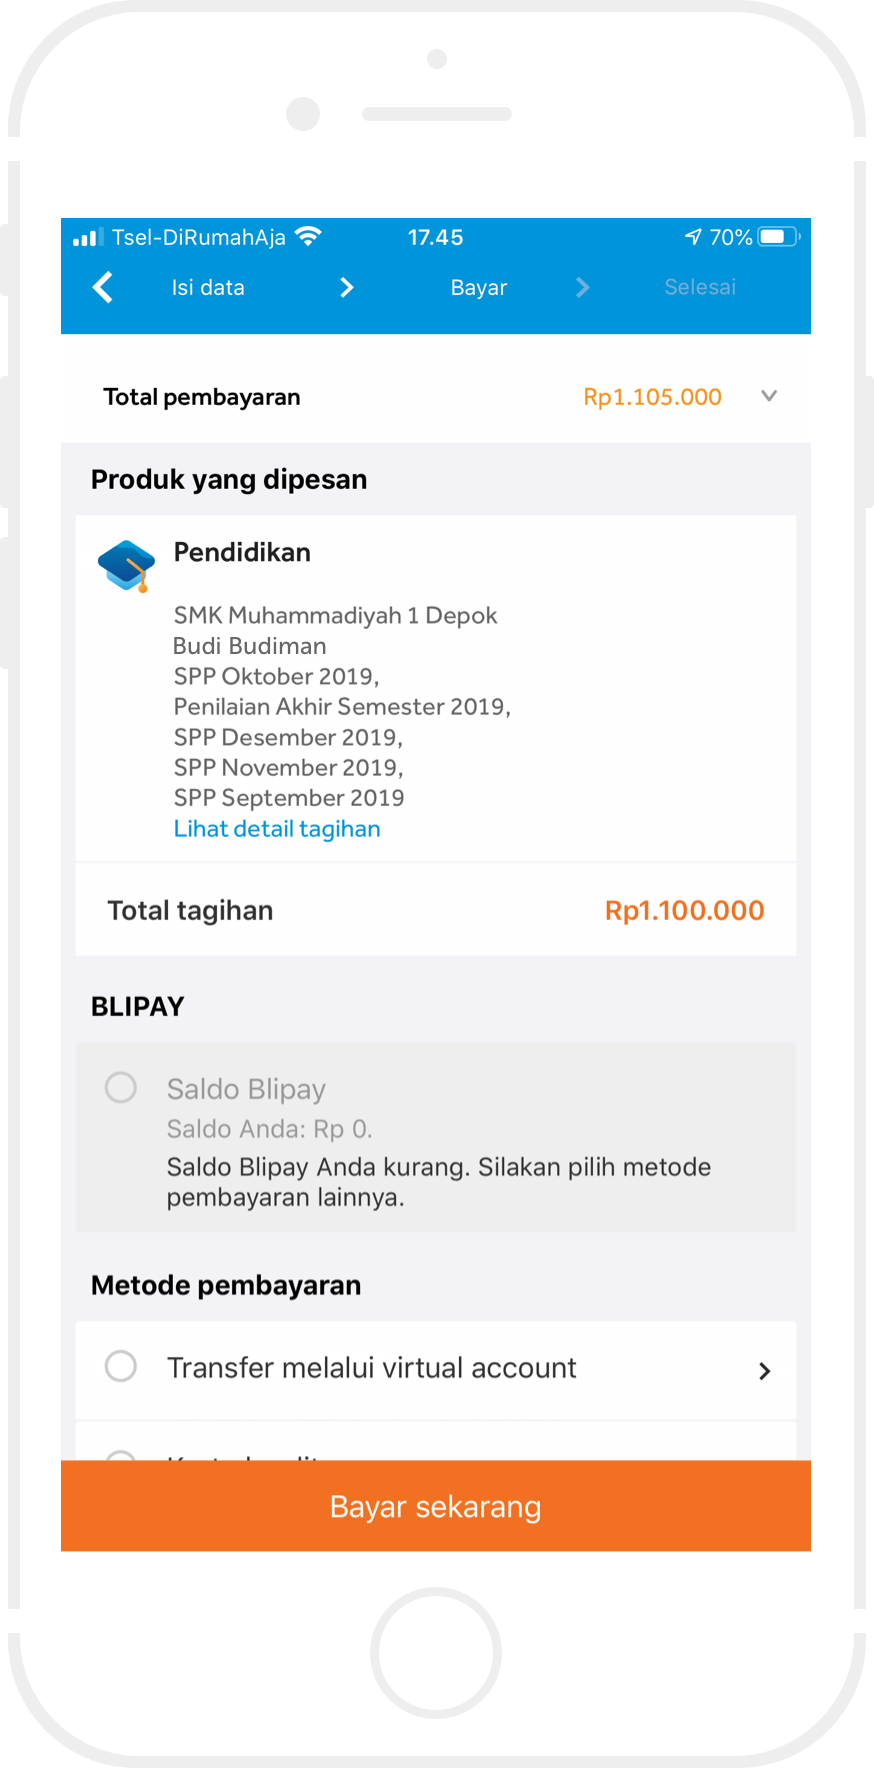 Tsel-DiRumahAja 17.45 70%
Isi data Bayar Selesai
Total pembayaran Rp1.105.000
Produk yang dipesan
Pendidikan
SMK Muhammadiyah 1 Depok
Budi Budiman
SPP Oktober 2019,
Penilaian Akhir Semester 2019,
SPP Desember 2019,
SPP November 2019,
SPP September 2019
Lihat detail tagihan
Total tagihan Rp1.100.000
BLIPAY
Saldo Blipay
Saldo Anda: Rp 0.
Saldo Blipay Anda kurang. Silakan pilih metode
pembayaran lainnya.
Metode pembayaran
Transfer melalui virtual account
Bayar sekarang